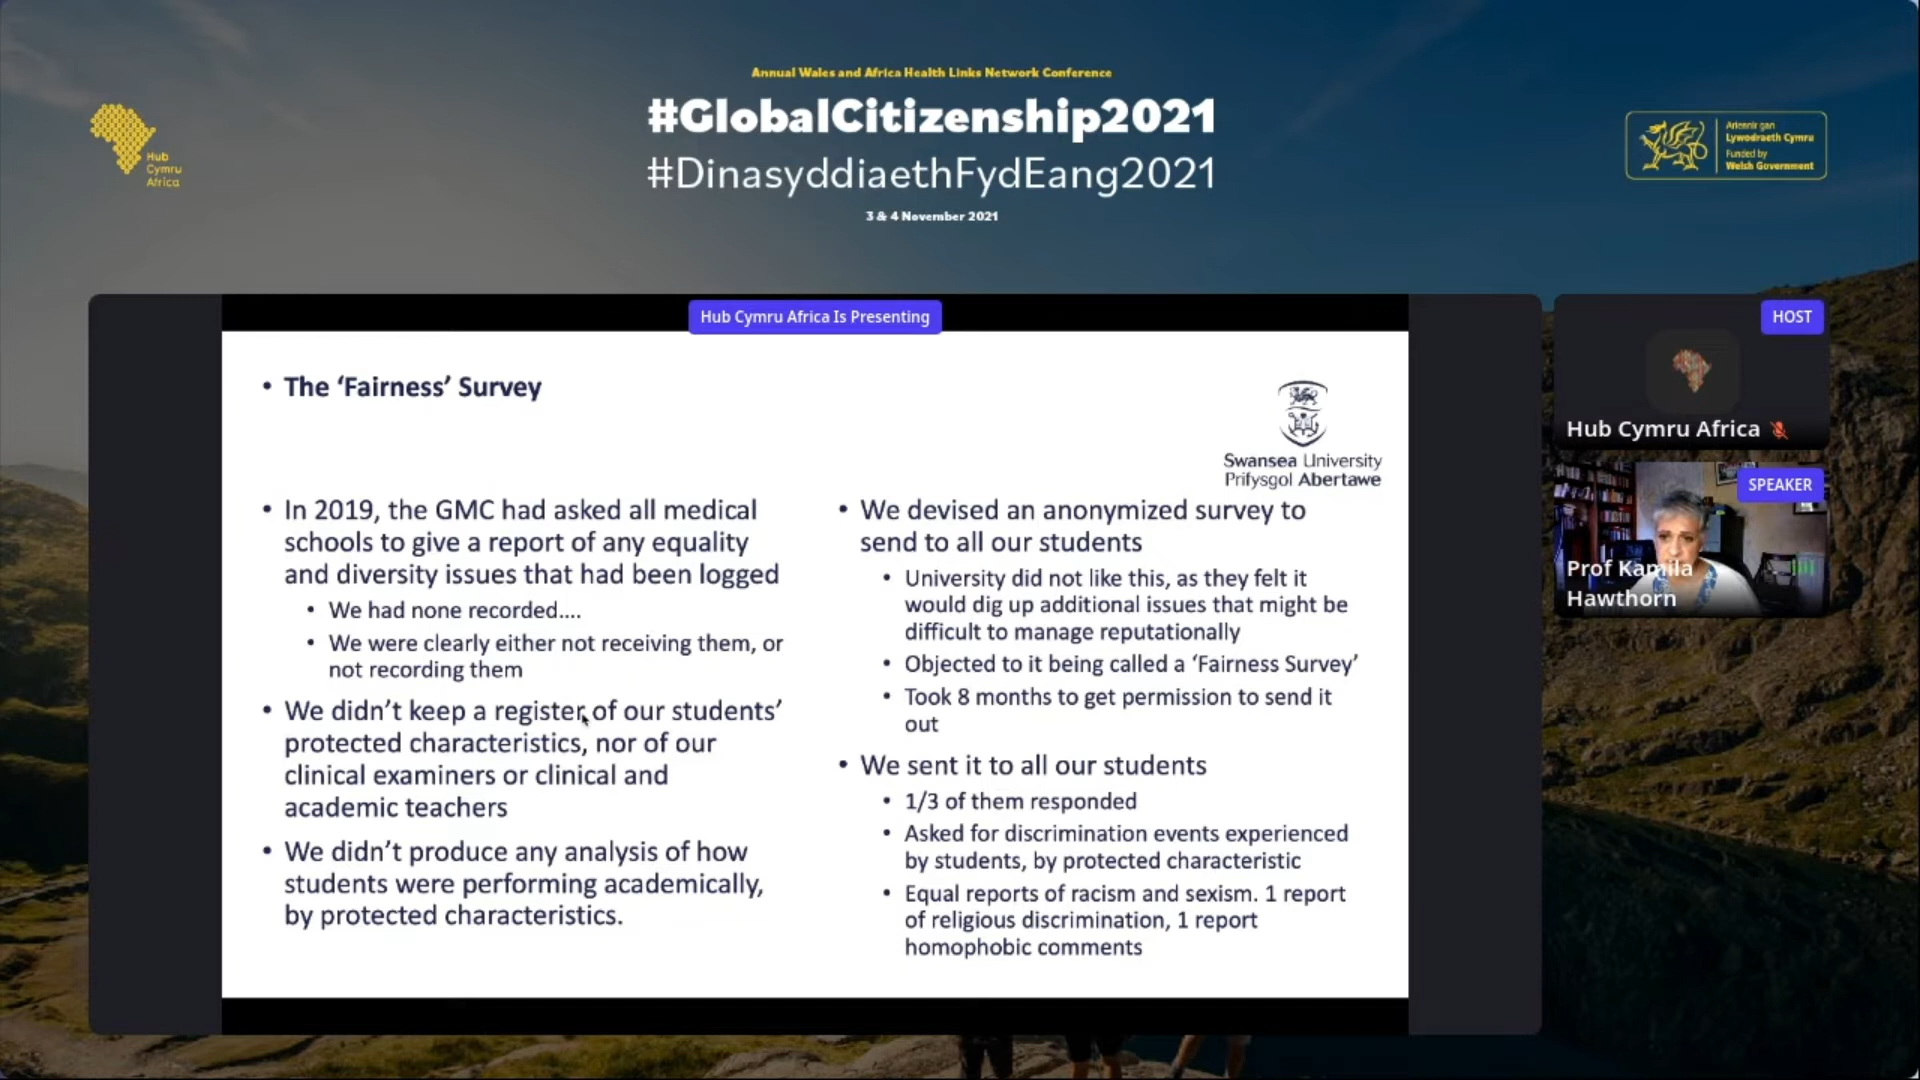 Annual Wales and Africa Health Links Network Conference
#GlobalCitizenship2021
#DinasyddiaethFydEang2021
3 & 4 November 2021
Hub
Cymru
Africa
Ariennir gan
Lywodraeth Cymru
Funded by
Welsh Government
Hub Cymru Africa Is Presenting
• The ‘Fairness’ Survey
Swansea University
Prifysgol Abertawe
• In 2019, the GMC had asked all medical
schools to give a report of any equality
and diversity issues that had been logged
• We had none recorded....
• We were clearly either not receiving them, or
not recording them
• We didn’t keep a register of our students’
protected characteristics, nor of our
clinical examiners or clinical and
academic teachers
• We didn’t produce any analysis of how
students were performing academically,
by protected characteristics.
• We devised an anonymized survey to
send to all our students
• University did not like this, as they felt it
would dig up additional issues that might be
difficult to manage reputationally
• Objected to it being called a ‘Fairness Survey’
• Took 8 months to get permission to send it
out
• We sent it to all our students
• 1/3 of them responded
• Asked for discrimination events experienced
by students, by protected characteristic
• Equal reports of racism and sexism. 1 report
of religious discrimination, 1 report
homophobic comments
HOST
Hub Cymru Africa
SPEAKER
Prof Kamila
Hawthorn